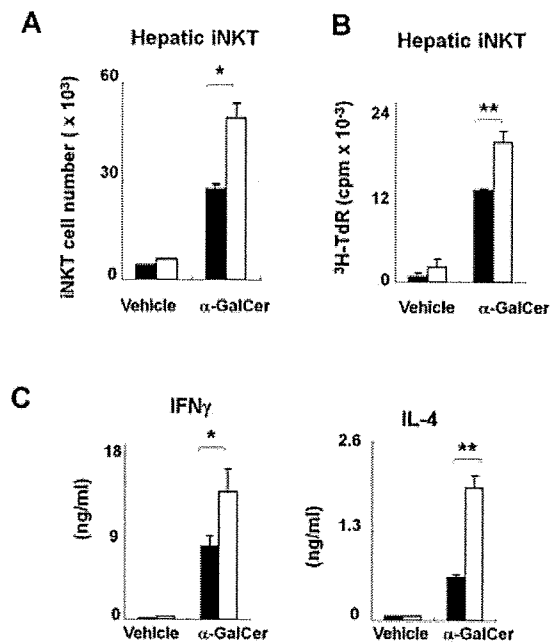 A
Hepatic iNKT
iNKT cell number ( x 10³)
60
30
0
*
Vehicle α-GalCer
B
Hepatic iNKT
³H-TdR (cpm x 10⁻³)
24
12
0
**
Vehicle α-GalCer
C
IFNγ
(ng/ml)
18
9
0
*
Vehicle α-GalCer
IL-4
(ng/ml)
2.6
1.3
0
**
Vehicle α-GalCer